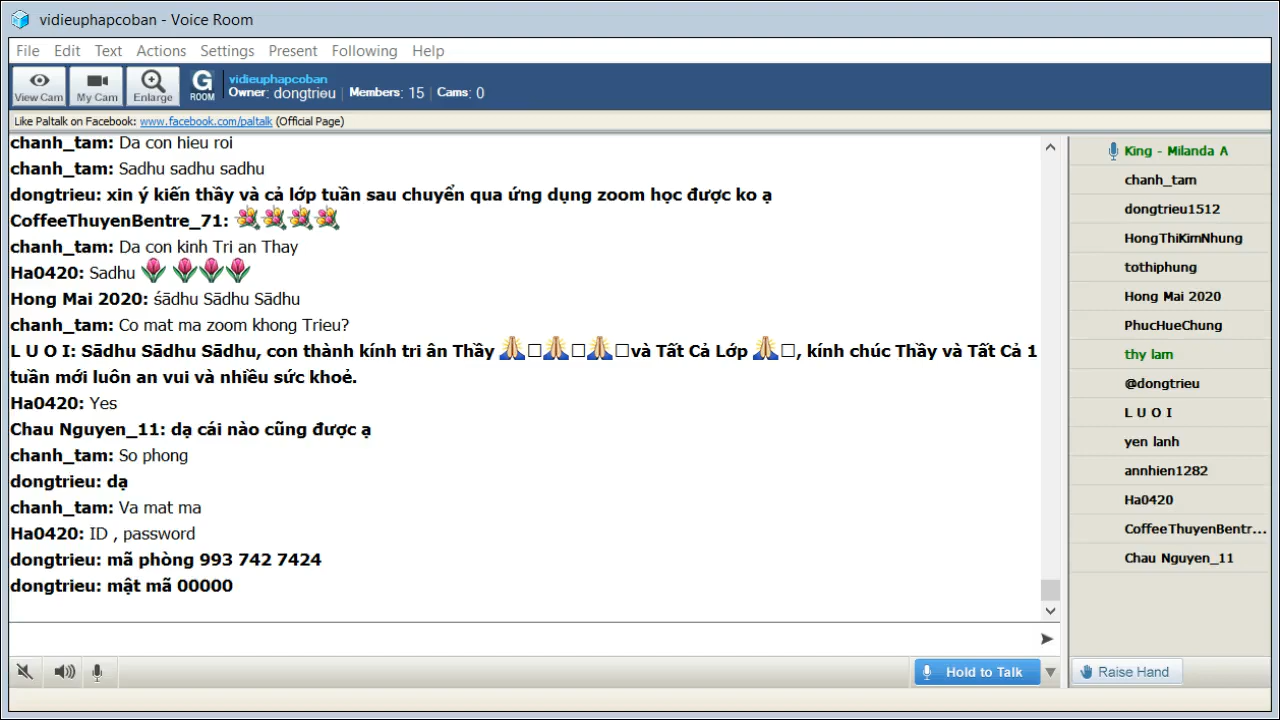 vidieuphapcoban - Voice Room
File Edit Text Actions Settings Present Following Help
View Cam My Cam Enlarge G ROOM
vidieuphapcoban
Owner: dongtrieu | Members: 15 | Cams: 0
Like Paltalk on Facebook: www.facebook.com/paltalk (Official Page)
chanh_tam: Da con hieu roi
chanh_tam: Sadhu sadhu sadhu
dongtrieu: xin ý kiến thầy và cả lớp tuần sau chuyển qua ứng dụng zoom học được ko ạ
CoffeeThuyenBentre_71:
chanh_tam: Da con kinh Tri an Thay
Ha0420: Sadhu
Hong Mai 2020: śādhu Sādhu Sādhu
chanh_tam: Co mat ma zoom khong Trieu?
L U O I: Sādhu Sādhu Sādhu, con thành kính tri ân Thầy 🙏□🙏□🙏□và Tất Cả Lớp 🙏□, kính chúc Thầy và Tất Cả 1
tuần mới luôn an vui và nhiều sức khoẻ.
Ha0420: Yes
Chau Nguyen_11: dạ cái nào cũng được ạ
chanh_tam: So phong
dongtrieu: dạ
chanh_tam: Va mat ma
Ha0420: ID , password
dongtrieu: mã phòng 993 742 7424
dongtrieu: mật mã 00000
King - Milanda A
chanh_tam
dongtrieu1512
HongThiKimNhung
tothiphung
Hong Mai 2020
PhucHueChung
thy lam
@dongtrieu
L U O I
yen lanh
annhien1282
Ha0420
CoffeeThuyenBentr...
Chau Nguyen_11
Hold to Talk
Raise Hand